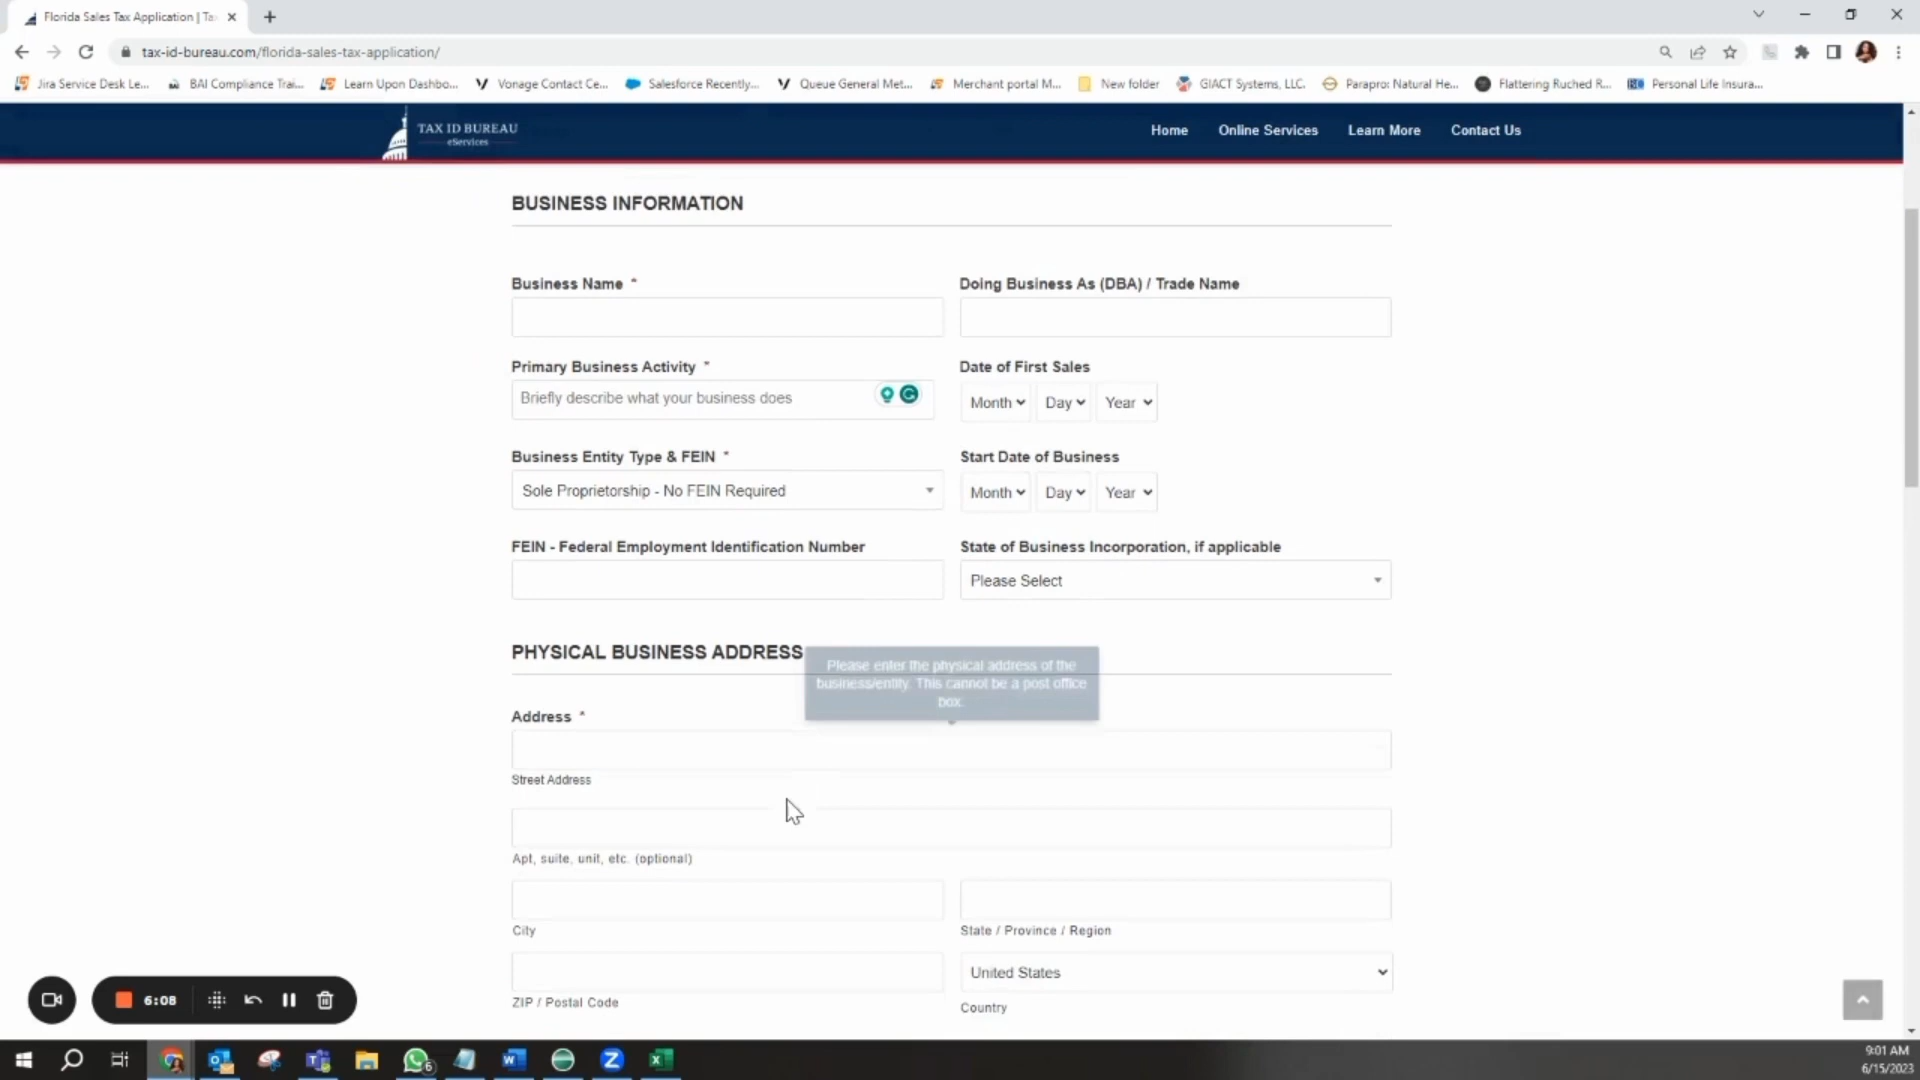 Florida Sales Tax Application | Ta
tax-id-bureau.com/florida-sales-tax-application/
Jira Service Desk Le... BAI Compliance Trai... Learn Upon Dashbo... Vonage Contact Ce... Salesforce Recently... Queue General Met... Merchant portal M... New folder GIACT Systems, LLC. Parapro: Natural He... Flattering Ruched R... Personal Life Insura...
TAX ID BUREAU
eServices
Home Online Services Learn More Contact Us
BUSINESS INFORMATION
Business Name * Doing Business As (DBA) / Trade Name
Primary Business Activity * Date of First Sales
Briefly describe what your business does Month Day Year
Business Entity Type & FEIN * Start Date of Business
Sole Proprietorship - No FEIN Required Month Day Year
FEIN - Federal Employment Identification Number State of Business Incorporation, if applicable
Please Select
PHYSICAL BUSINESS ADDRESS
Please enter the physical address of the
business/entity. This cannot be a post office
box.
Address *
Street Address
Apt, suite, unit, etc. (optional)
City State / Province / Region
United States
ZIP / Postal Code Country
6:08
6
9:01 AM
6/15/2023